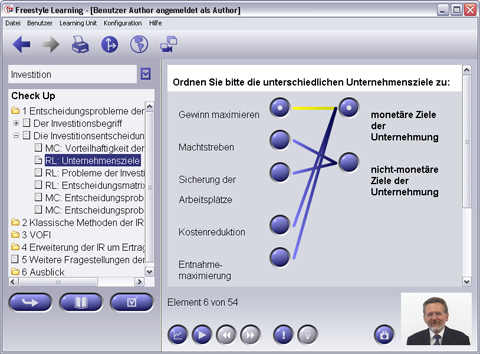 Freestyle Learning - [Benutzer Author angemeldet als Author]
Datei Benutzer Learning Unit Konfiguration Hilfe
Investition
Check Up
1 Entscheidungsprobleme der
Der Investitionsbegriff
Die Investitionsentscheidun
MC: Vorteilhaftigkeit der
RL: Unternehmensziele
RL: Probleme der Investi
RL: Entscheidungsmatrix
MC: Entscheidungsprob
MC: Entscheidungsprob
2 Klassische Methoden der IR
3 VOFI
4 Erweiterung der IR um Ertrag
5 Weitere Fragestellungen der
6 Ausblick
Ordnen Sie bitte die unterschiedlichen Unternehmensziele zu:
Gewinn maximieren
Machtstreben
Sicherung der
Arbeitsplätze
Kostenreduktion
Entnahme-
maximierung
monetäre Ziele
der
Unternehmung
nicht-monetäre
Ziele der
Unternehmung
Element 6 von 54